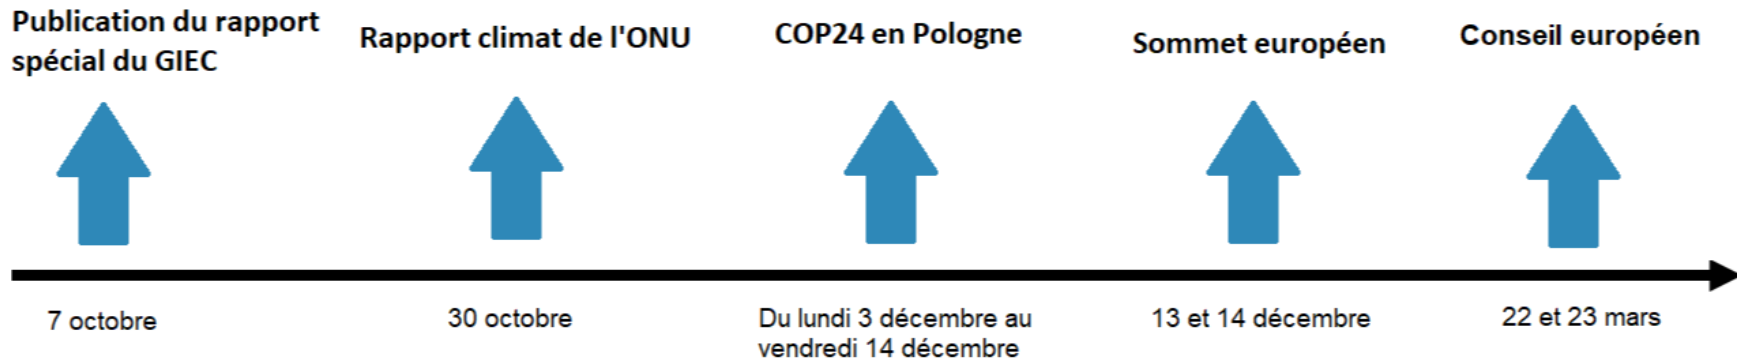 Publication du rapport
spécial du GIEC
Rapport climat de l'ONU
COP24 en Pologne
Sommet européen
Conseil européen
7 octobre
30 octobre
Du lundi 3 décembre au
vendredi 14 décembre
13 et 14 décembre
22 et 23 mars